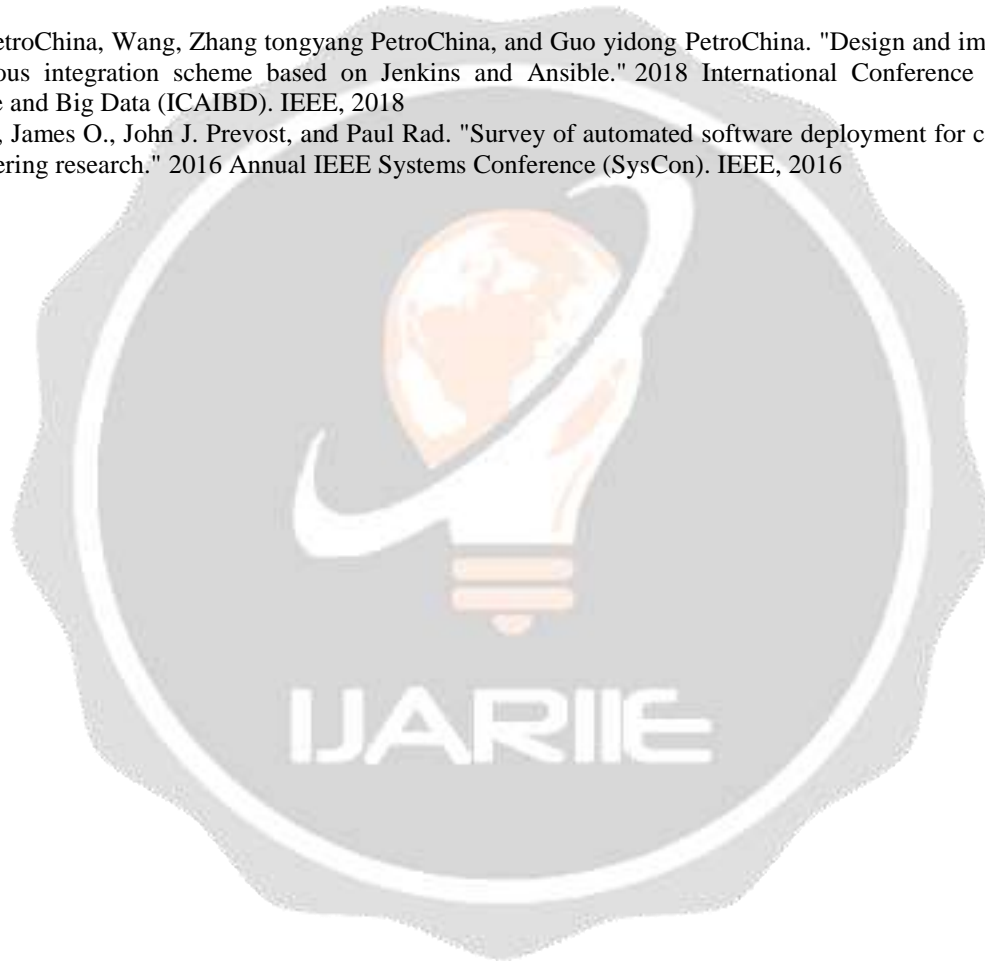 etroChina, Wang, Zhang tongyang PetroChina, and Guo yidong PetroChina. "Design and im
ous integration scheme based on Jenkins and Ansible." 2018 International Conference
e and Big Data (ICAIBD). IEEE, 2018
, James O., John J. Prevost, and Paul Rad. "Survey of automated software deployment for c
ering research." 2016 Annual IEEE Systems Conference (SysCon). IEEE, 2016
IJARIIE